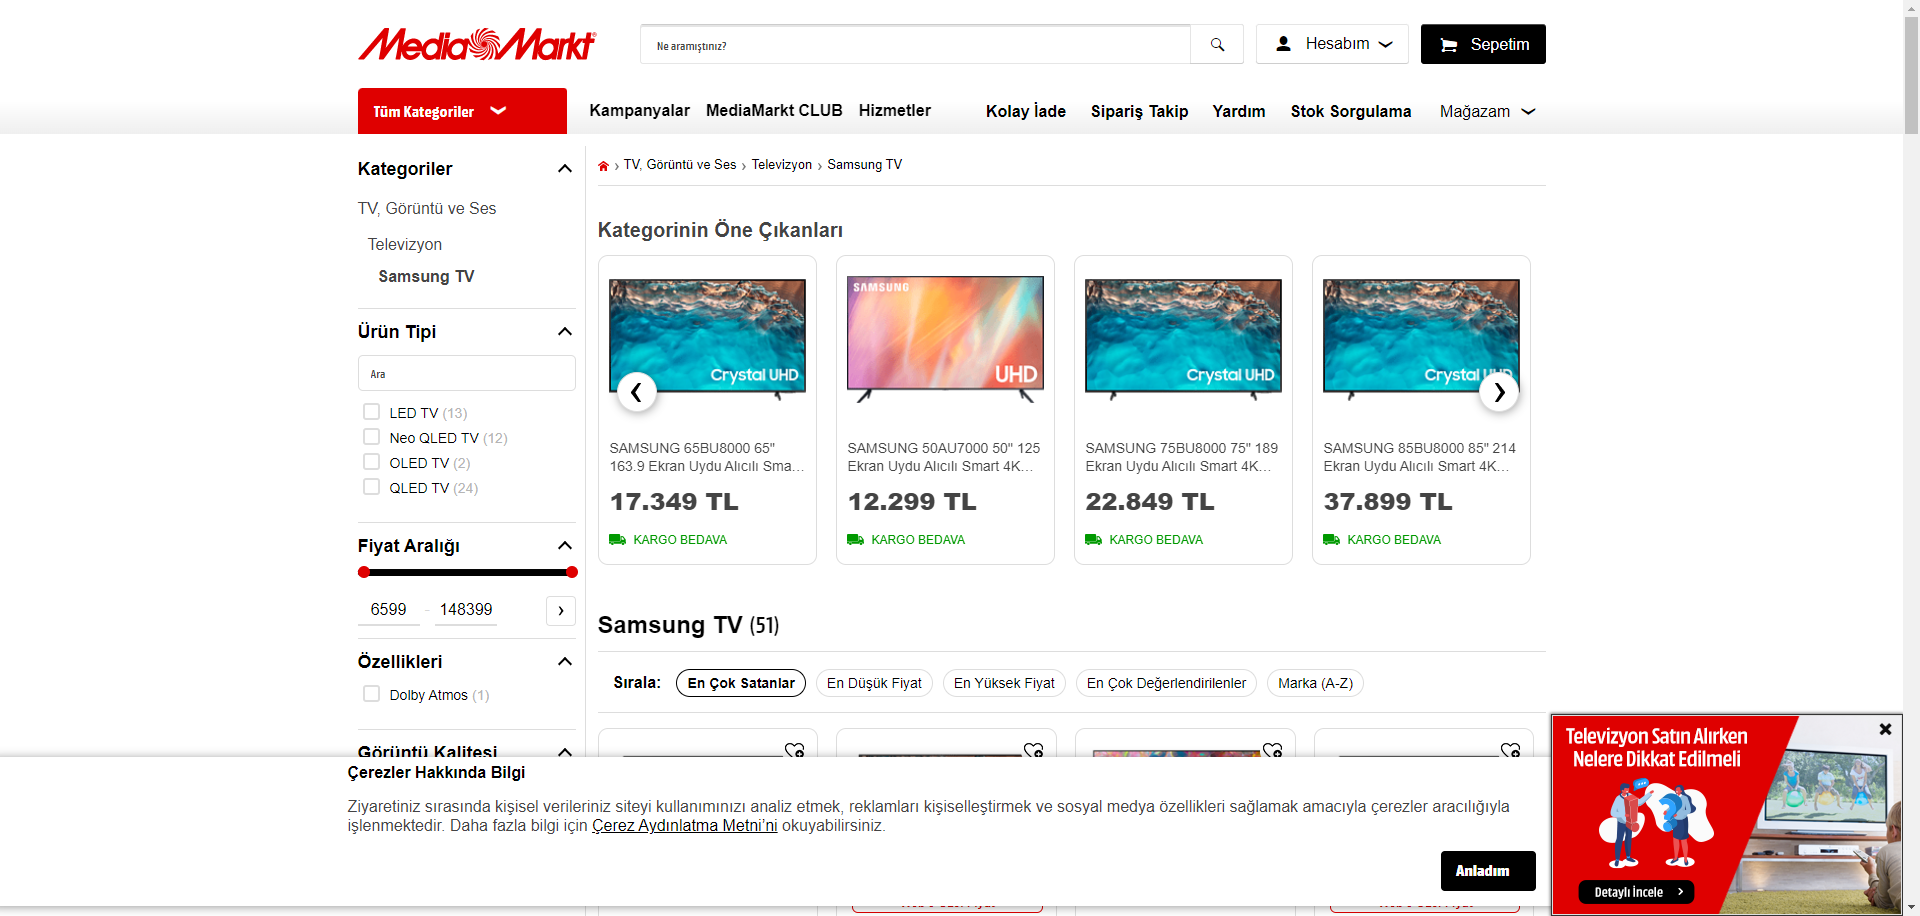 MediaMarkt
Ne aramıştınız?
Hesabım
Sepetim
Tüm Kategoriler
Kampanyalar
MediaMarkt CLUB
Hizmetler
Kolay İade
Sipariş Takip
Yardım
Stok Sorgulama
Mağazam
Kategoriler
TV, Görüntü ve Ses
Televizyon
Samsung TV
Ürün Tipi
Ara
LED TV (13)
Neo QLED TV (12)
OLED TV (2)
QLED TV (24)
Fiyat Aralığı
6599 - 148399
Özellikleri
Dolby Atmos (1)
Görüntü Kalitesi
› TV, Görüntü ve Ses › Televizyon › Samsung TV
Kategorinin Öne Çıkanları
Crystal UHD
SAMSUNG 65BU8000 65"
163.9 Ekran Uydu Alıcılı Sma...
17.349 TL
KARGO BEDAVA
SAMSUNG
UHD
SAMSUNG 50AU7000 50" 125
Ekran Uydu Alıcılı Smart 4K...
12.299 TL
KARGO BEDAVA
Crystal UHD
SAMSUNG 75BU8000 75" 189
Ekran Uydu Alıcılı Smart 4K...
22.849 TL
KARGO BEDAVA
Crystal UHD
SAMSUNG 85BU8000 85" 214
Ekran Uydu Alıcılı Smart 4K...
37.899 TL
KARGO BEDAVA
Samsung TV (51)
Sırala:
En Çok Satanlar
En Düşük Fiyat
En Yüksek Fiyat
En Çok Değerlendirilenler
Marka (A-Z)
Çerezler Hakkında Bilgi
Ziyaretiniz sırasında kişisel verileriniz siteyi kullanımınızı analiz etmek, reklamları kişiselleştirmek ve sosyal medya özellikleri sağlamak amacıyla çerezler aracılığıyla
işlenmektedir. Daha fazla bilgi için Çerez Aydınlatma Metni'ni okuyabilirsiniz.
Anladım
Televizyon Satın Alırken
Nelere Dikkat Edilmeli
Detaylı İncele